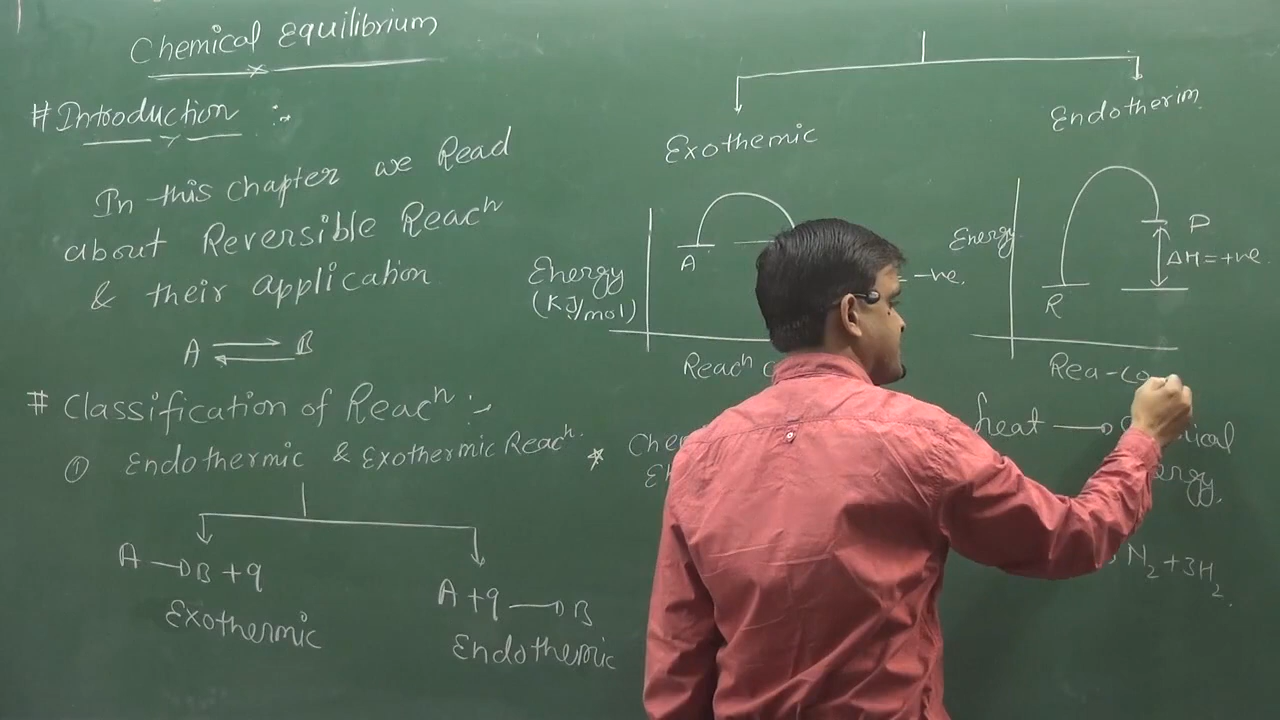 Chemical Equilibrium
# Introduction :-
In this chapter we Read
about Reversible Reacⁿ
& their application
A ⇌ B
# Classification of Reacⁿ :-
① Endothermic & Exothermic Reacⁿ.
A → B + q
Exothermic
A + q → B
Endothermic
Exothemic
Energy
(KJ/mol)
A
= -ve.
Reacⁿ
Endotherim
Energy
R
P
ΔH = +ve.
Rea-co
*
heat →
N₂ + 3H₂.